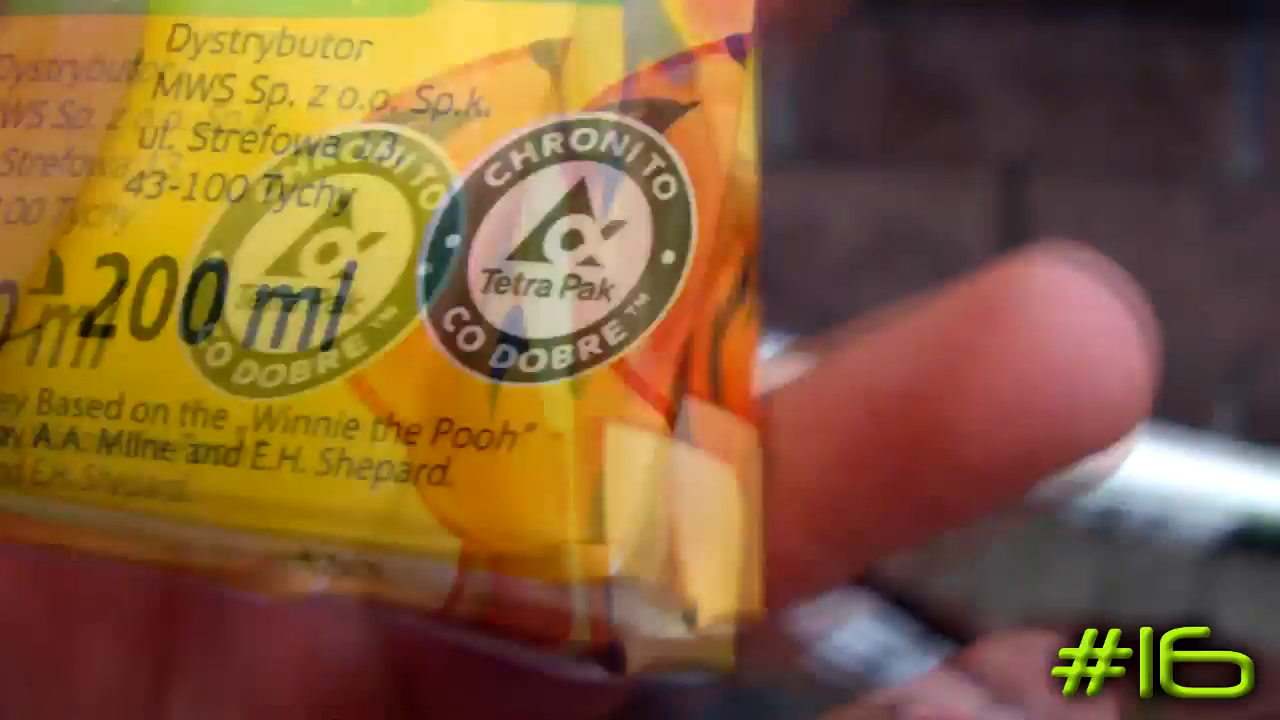 Dystrybutor
MWS Sp. z o.o. Sp.k.
ul. Strefowa 43,
43-100 Tychy
200 ml
CHRONI TO
Tetra Pak
CO DOBRE™
Based on the „Winnie the Pooh”
A.A. Milne and E.H. Shepard.
#16